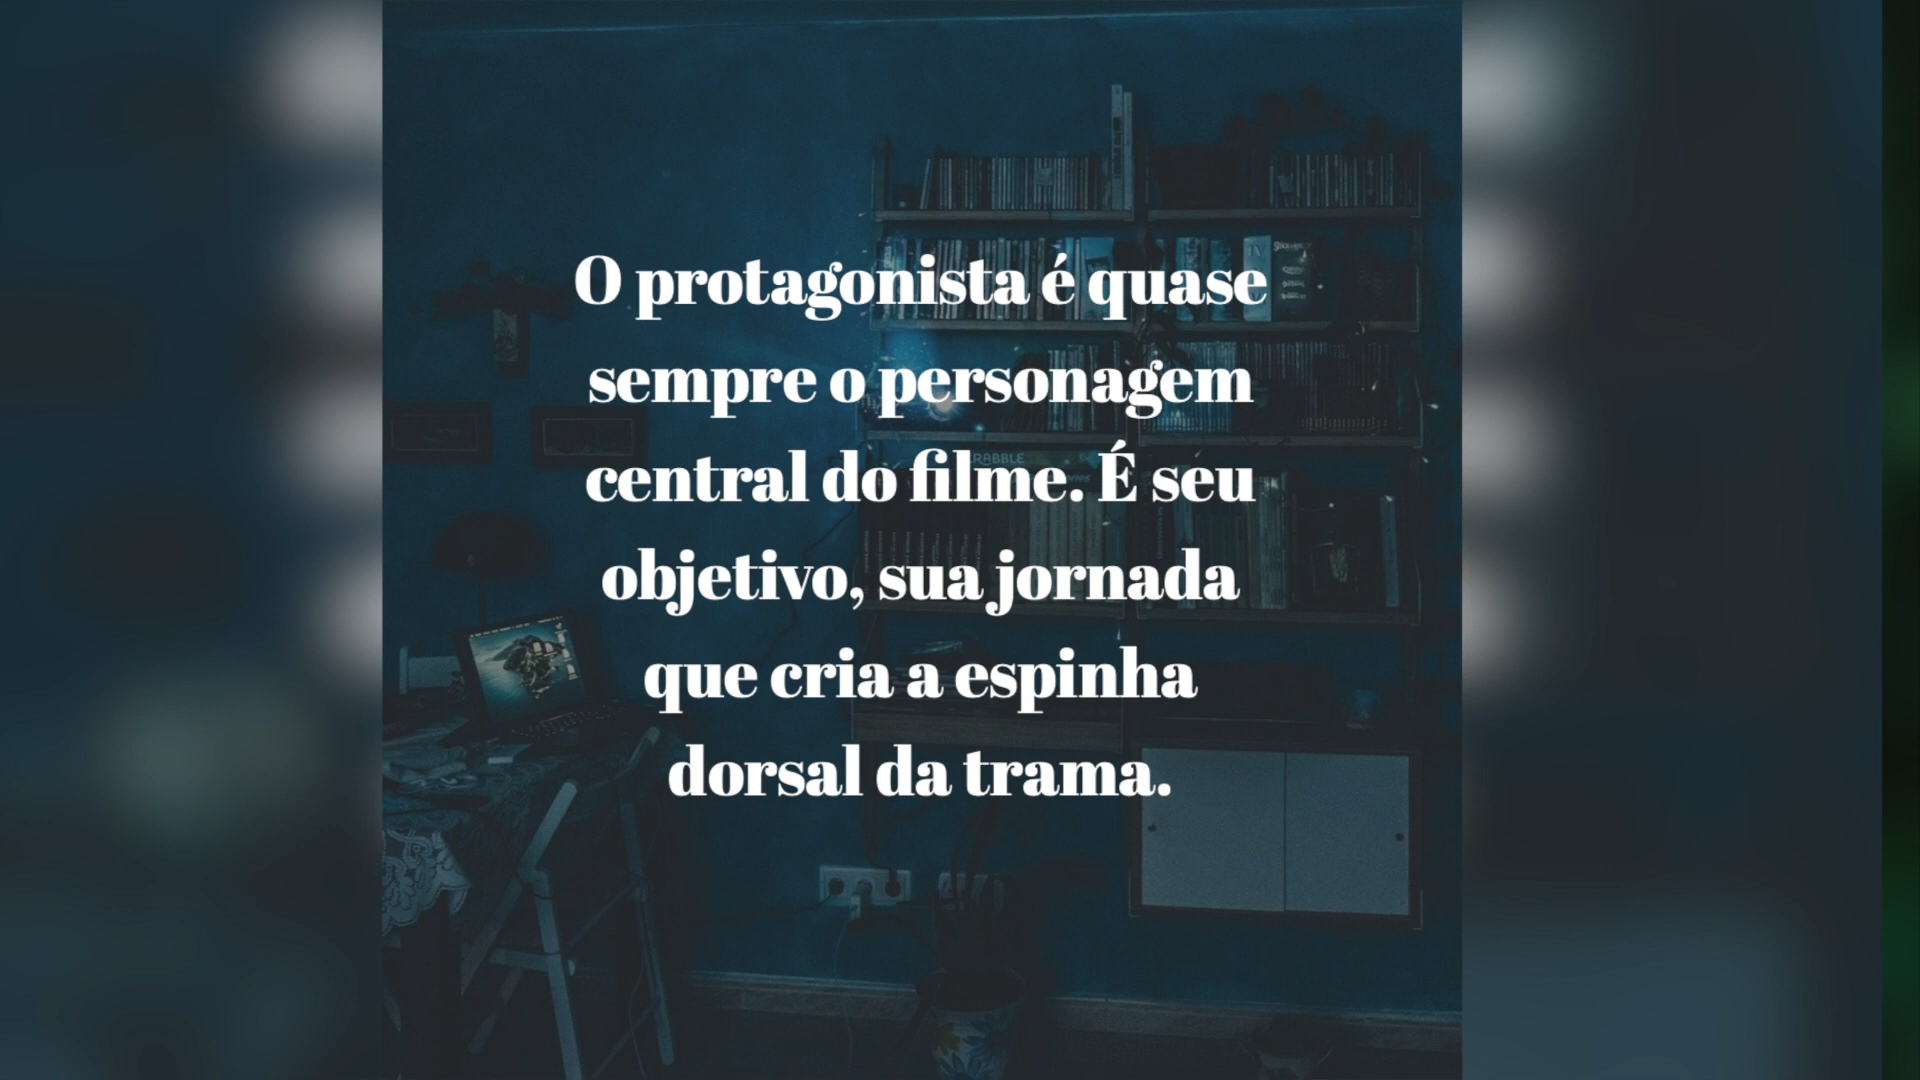 O protagonista é quase
sempre o personagem
central do filme. É seu
objetivo, sua jornada
que cria a espinha
dorsal da trama.